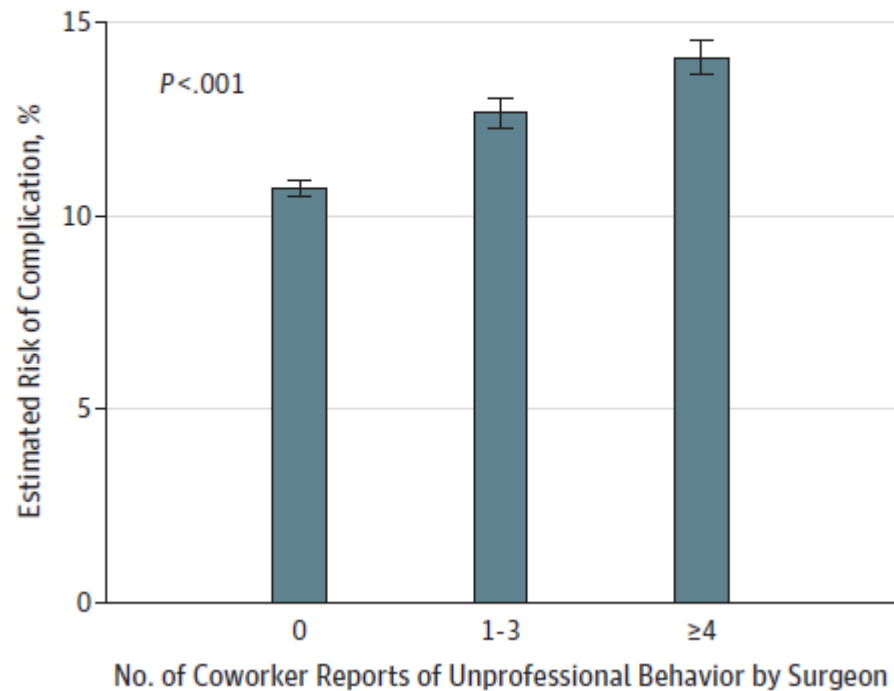 15
P<.001
10
5
0
Estimated Risk of Complication, %
0 1-3 ≥4
No. of Coworker Reports of Unprofessional Behavior by Surgeon